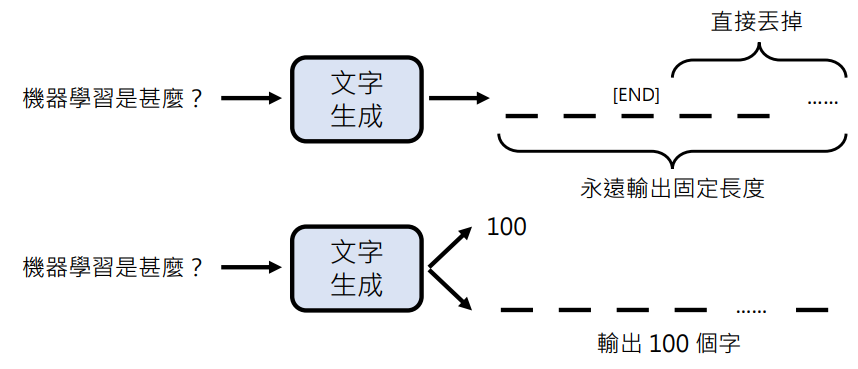 直接丟掉
機器學習是甚麼？
文字
生成
[END]
......
永遠輸出固定長度
機器學習是甚麼？
文字
生成
100
......
輸出 100 個字